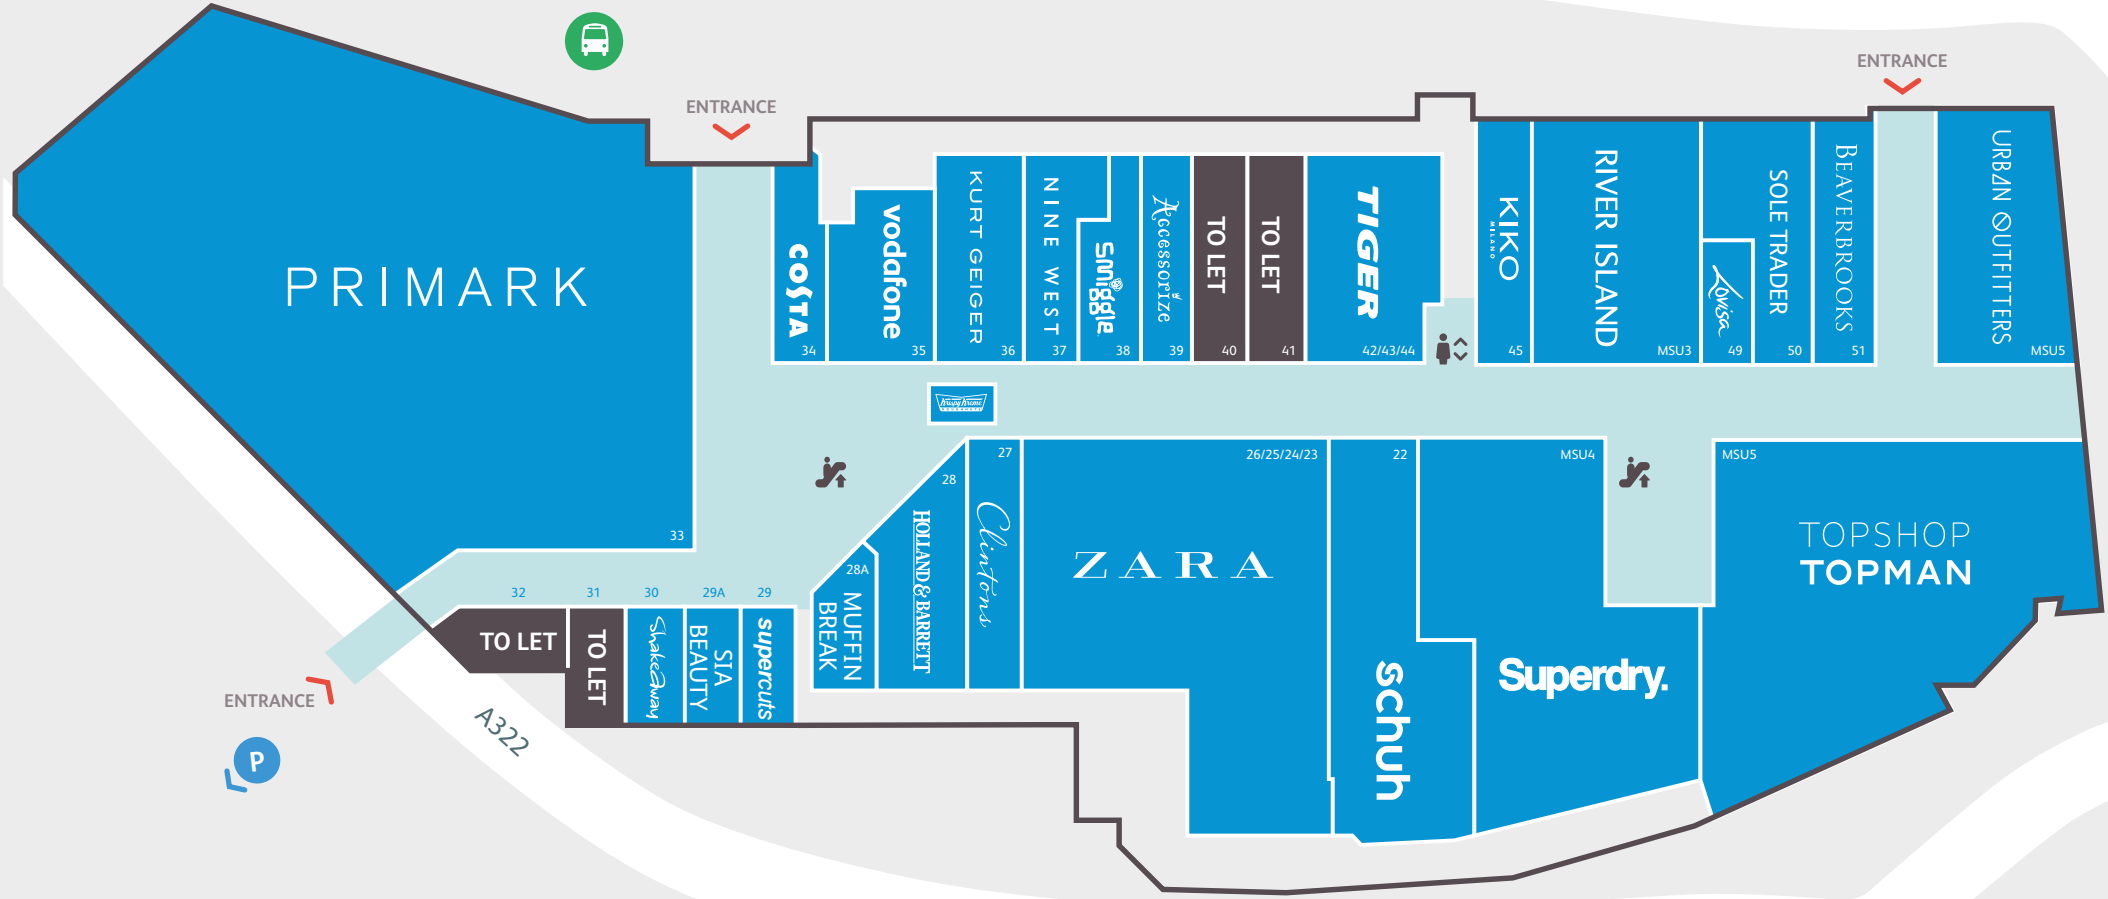 ENTRANCE
ENTRANCE
PRIMARK
33
COSTA
34
vodafone
35
KURT GEIGER
36
NINE WEST
37
Smiggle
38
Accessorize
39
TO LET
40
TO LET
41
TIGER
42/43/44
KIKO
MILANO
45
RIVER ISLAND
MSU3
Lovisa
49
SOLE TRADER
50
BEAVERBROOKS
51
URBAN OUTFITTERS
MSU5
Krispy Kreme
DOUGHNUTS
32
TO LET
31
TO LET
30
Shakeaway
29A
SIA
BEAUTY
29
supercuts
28A
MUFFIN
BREAK
28
HOLLAND & BARRETT
27
Clintons
26/25/24/23
ZARA
22
schuh
MSU4
Superdry.
MSU5
TOPSHOP
TOPMAN
ENTRANCE
A322
P